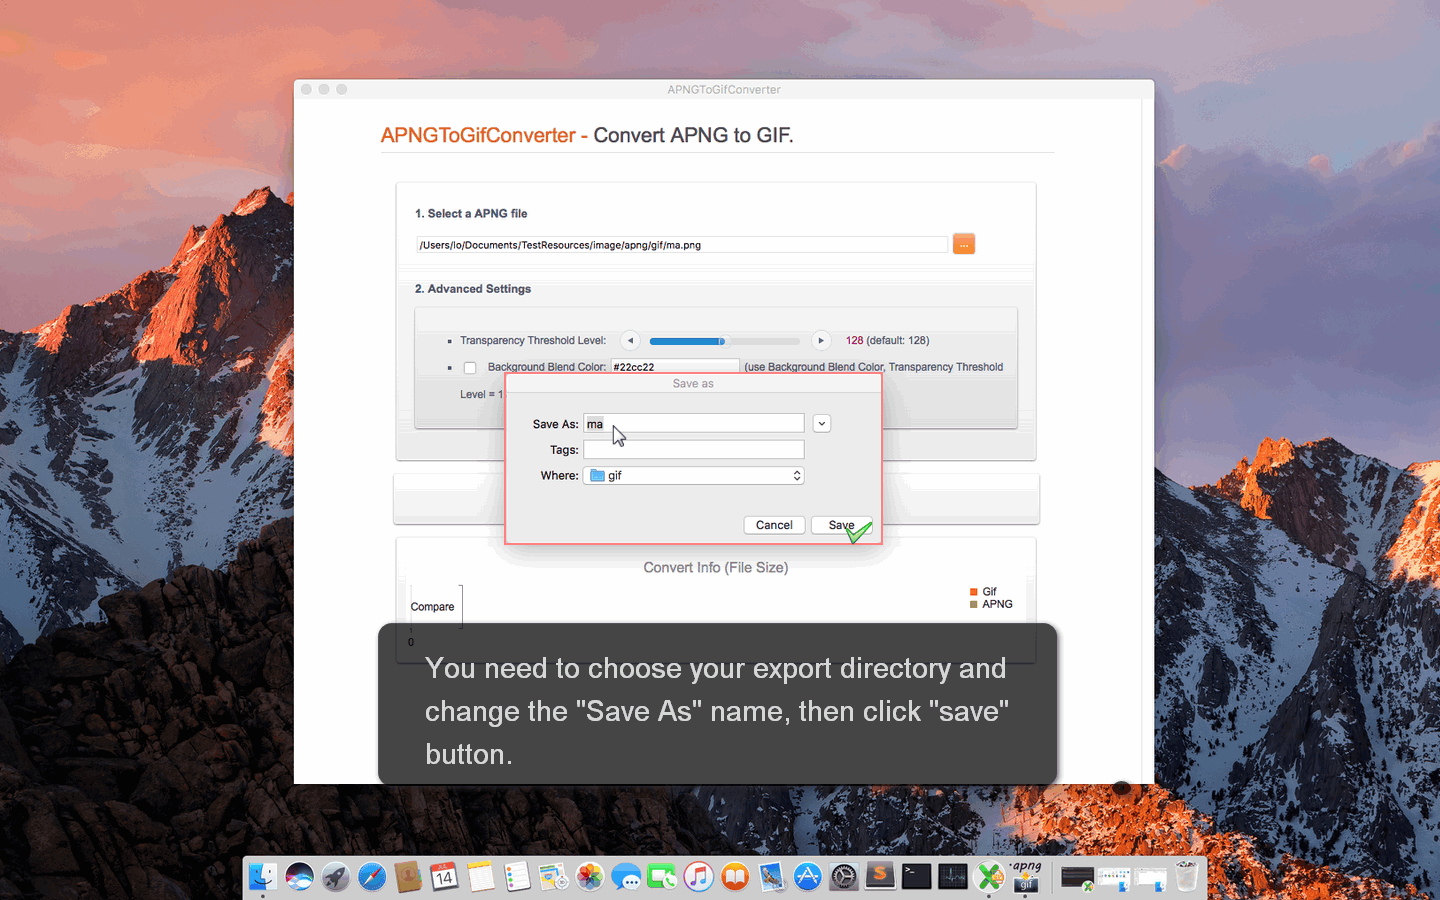 APNGToGifConverter
APNGToGifConverter - Convert APNG to GIF.
1. Select a APNG file
/Users/lo/Documents/TestResources/image/apng/gif/ma.png
...
2. Advanced Settings
Transparency Threshold Level:
128 (default: 128)
Background Blend Color: #22cc22 (use Background Blend Color, Transparency Threshold
Level = 1
Save as
Save As: ma
Tags:
Where: gif
Cancel
Save
Convert Info (File Size)
Compare
Gif
APNG
0
You need to choose your export directory and
change the "Save As" name, then click "save"
button.
14
apng
gif